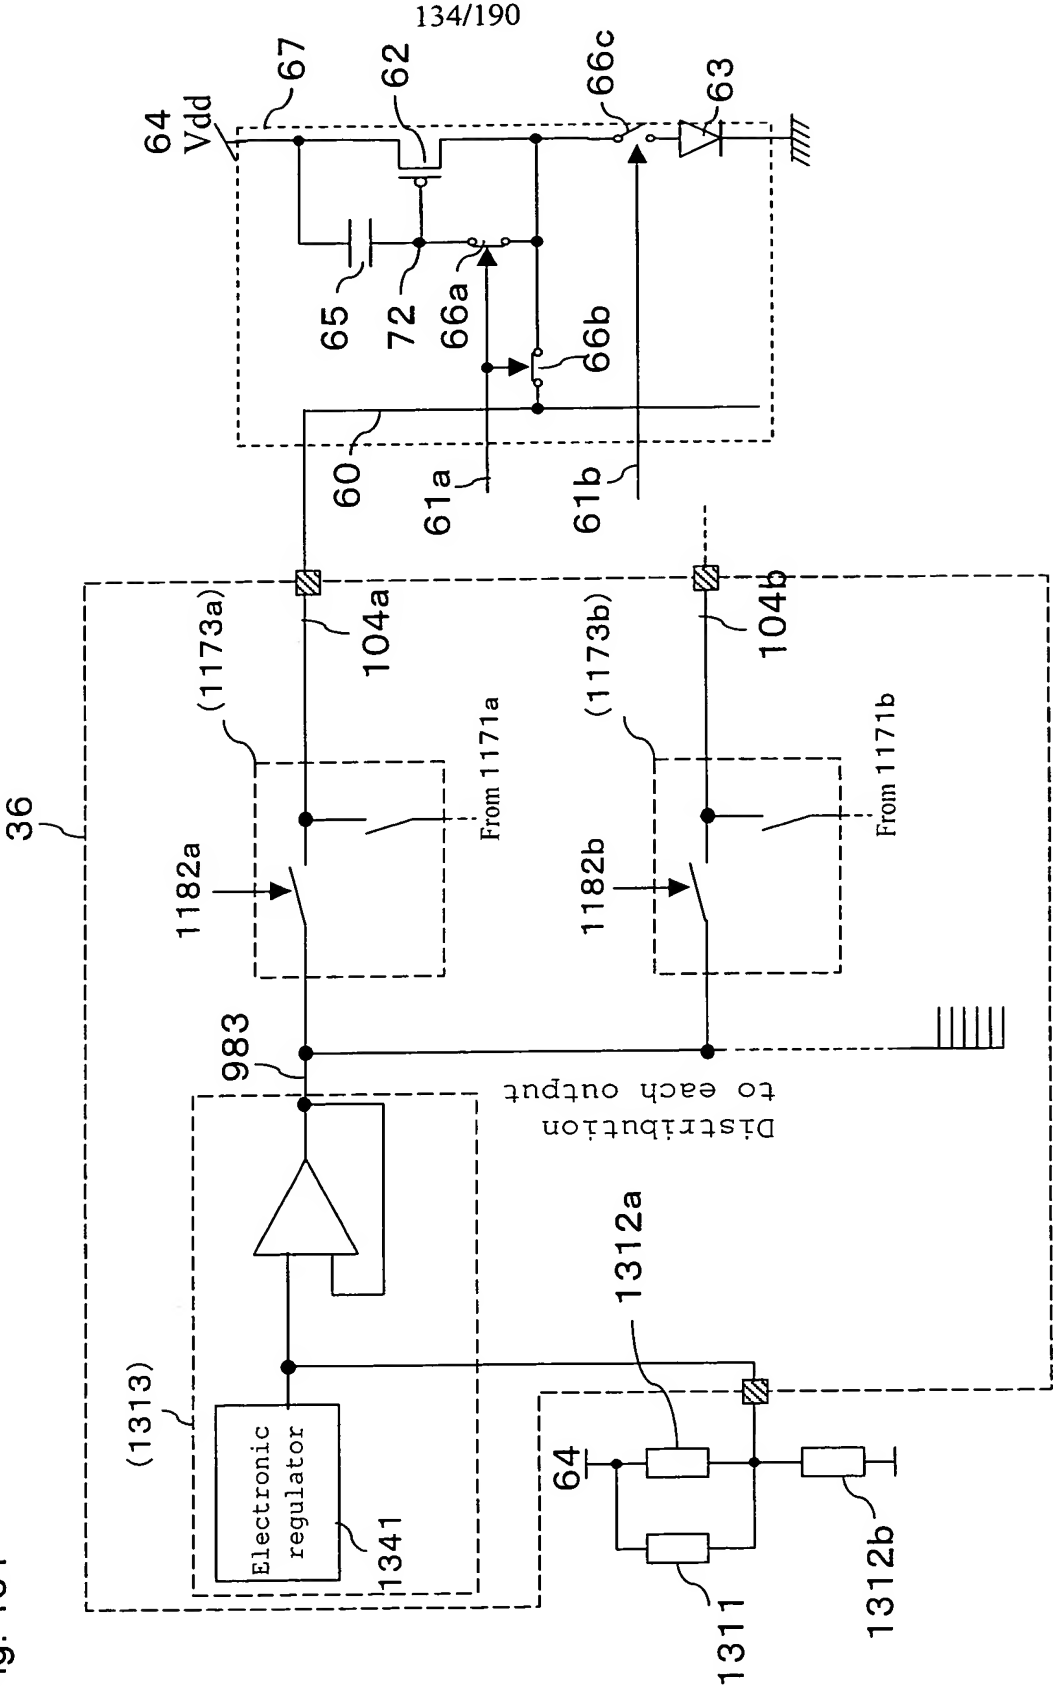 134/190
64
Vdd
67
62
66c
63
65
72
66a
66b
60
61a
61b
36
(1173a)
104a
(1173b)
104b
1182a
From 1171a
1182b
From 1171b
983
Distribution
to each output
(1313)
Electronic
regulator
1341
1312a
64
1311
1312b